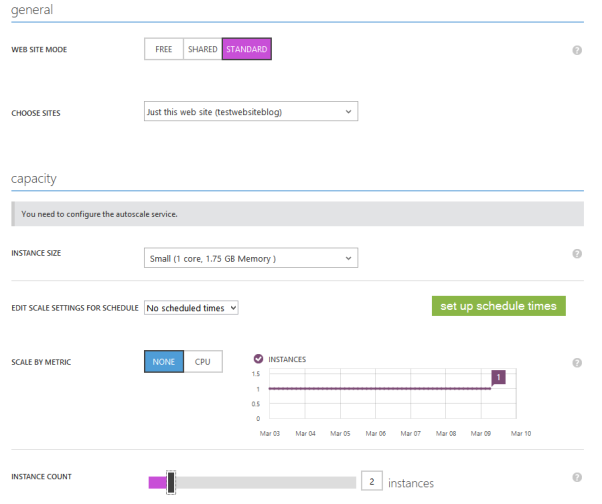 general
WEB SITE MODE
FREE SHARED STANDARD
?
CHOOSE SITES
Just this web site (testwebsiteblog)
capacity
You need to configure the autoscale service.
INSTANCE SIZE
Small (1 core, 1.75 GB Memory )
?
EDIT SCALE SETTINGS FOR SCHEDULE
No scheduled times
set up schedule times
SCALE BY METRIC
NONE CPU
INSTANCES
?
1.5
1
0.5
0
1
Mar 03 Mar 04 Mar 05 Mar 06 Mar 07 Mar 08 Mar 09 Mar 10
INSTANCE COUNT
2 instances
?